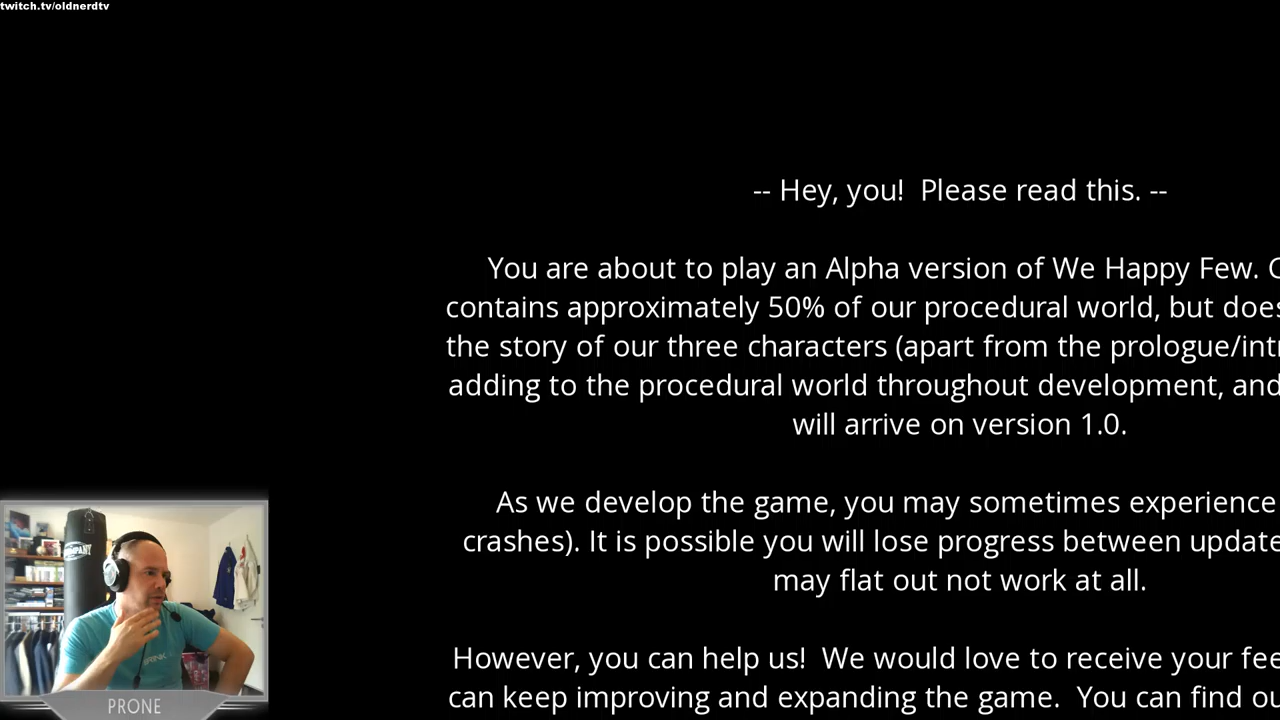 twitch.tv/oldnerdtv
-- Hey, you!  Please read this. --
You are about to play an Alpha version of We Happy Few.
contains approximately 50% of our procedural world, but does
the story of our three characters (apart from the prologue/int
adding to the procedural world throughout development, and
will arrive on version 1.0.
As we develop the game, you may sometimes experience
crashes). It is possible you will lose progress between update
may flat out not work at all.
However, you can help us!  We would love to receive your fee
can keep improving and expanding the game.  You can find ou
PRONE